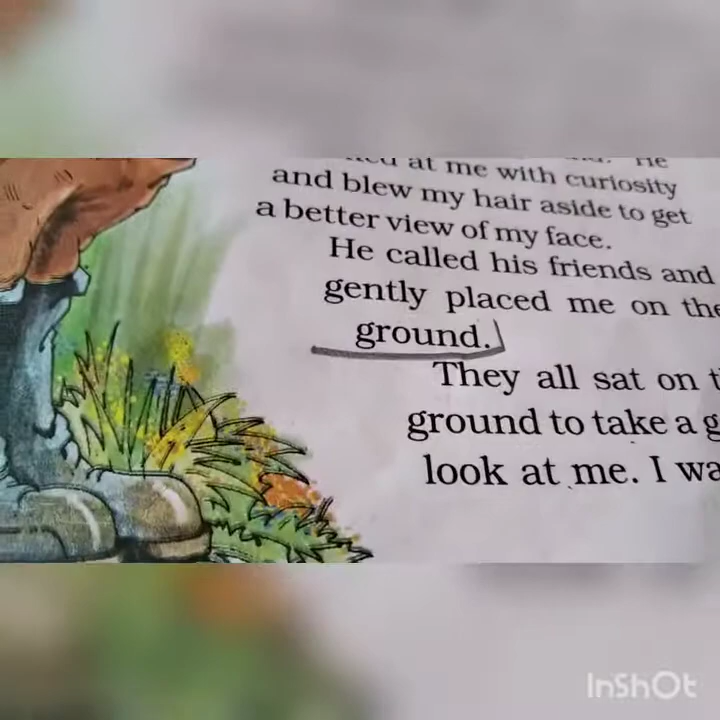 at me with curiosity
and blew my hair aside to get
a better view of my face.
He called his friends and
gently placed me on the
ground.
They all sat on
ground to take a
look at me. I
InShOt